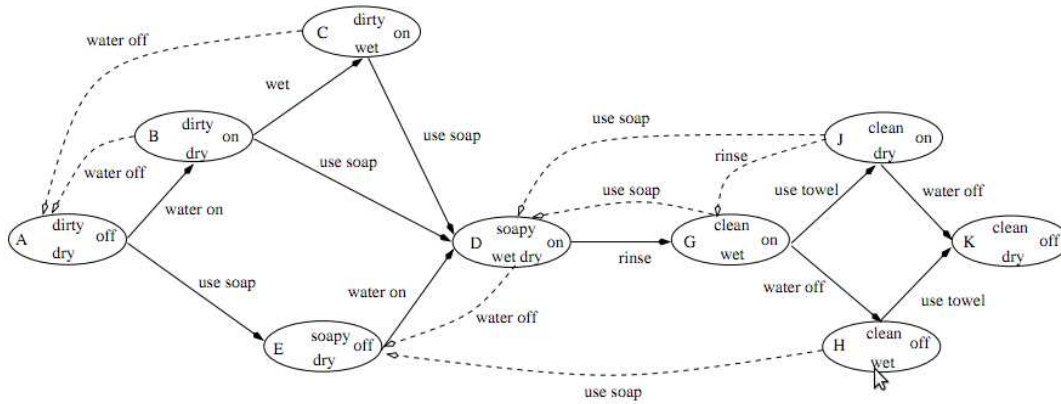 dirty
C
on
wet
water off
wet
use soap
dirty
B
on
dry
water off
use soap
water on
dirty
A
off
dry
use soap
water on
soapy
E
off
dry
soapy
D
on
wet dry
water off
rinse
use soap
rinse
use soap
clean
G
on
wet
clean
J
on
dry
use towel
water off
water off
use towel
clean
K
off
dry
clean
H
off
wet
use soap